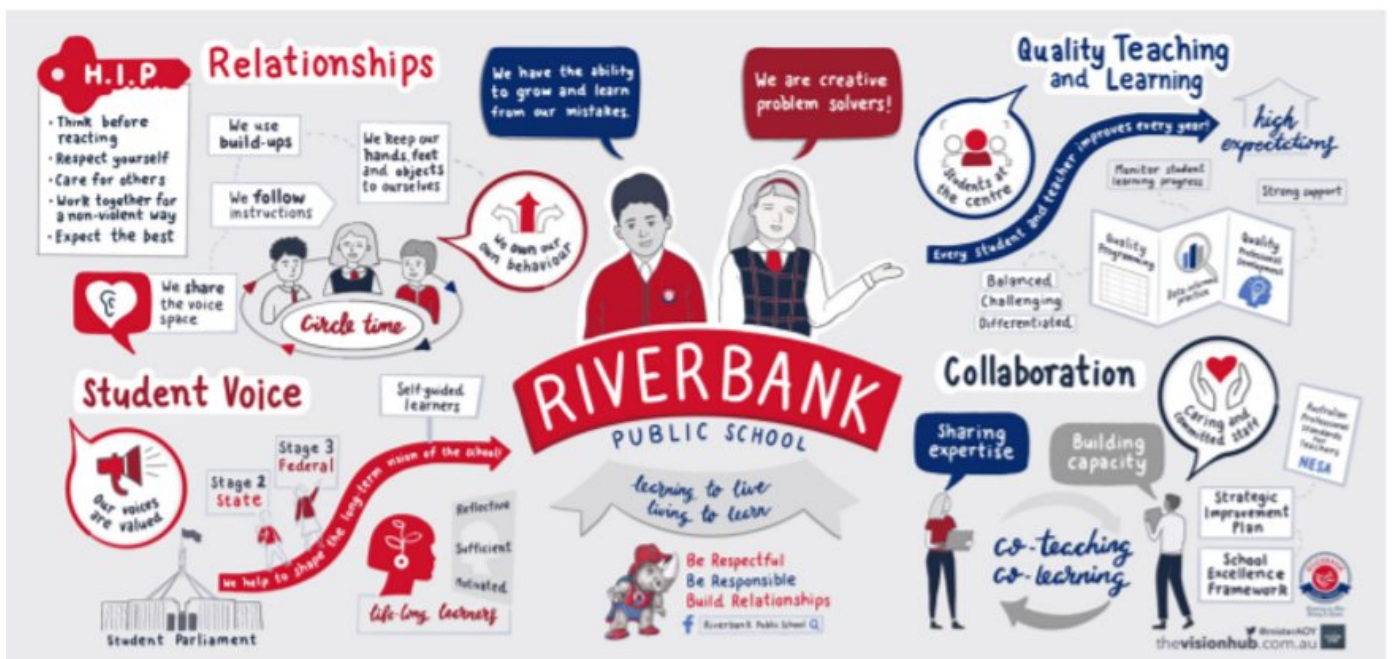 H.I.P.
• Think before
reacting
• Respect yourself
• Care for others
• Work together for
a non-violent way
• Expect the best
Relationships
We use
build-ups
We keep our
hands, feet
and objects
to ourselves
We follow
instructions
We own our
own behaviour
We share
the voice
space
Circle time
We have the ability
to grow and learn
from our mistakes.
We are creative
problem solvers!
Quality Teaching
and Learning
Students at
the centre
Every student and teacher improves every year!
high
expectations
Monitor student
learning progress
Strong support
Quality
Programming
Data-informed
practice
Quality
Professional
Development
Balanced
Challenging
Differentiated
Student Voice
Our voices
are valued
Stage 2
State
Stage 3
Federal
Self-guided
learners
We help to shape the long-term vision of the school!
Student Parliament
Reflective
Sufficient
Motivated
life-long learners
RIVERBANK
PUBLIC SCHOOL
learning to live
living to learn
Be Respectful
Be Responsible
Build Relationships
f Riverbank Public School
Collaboration
Sharing
expertise
Building
capacity
Caring and
committed staff
Australian
Professional
Standards
for
Teachers
NESA
co-teaching
co-learning
Strategic
Improvement
Plan
School
Excellence
Framework
RIVERBANK
thevisionhub.com.au